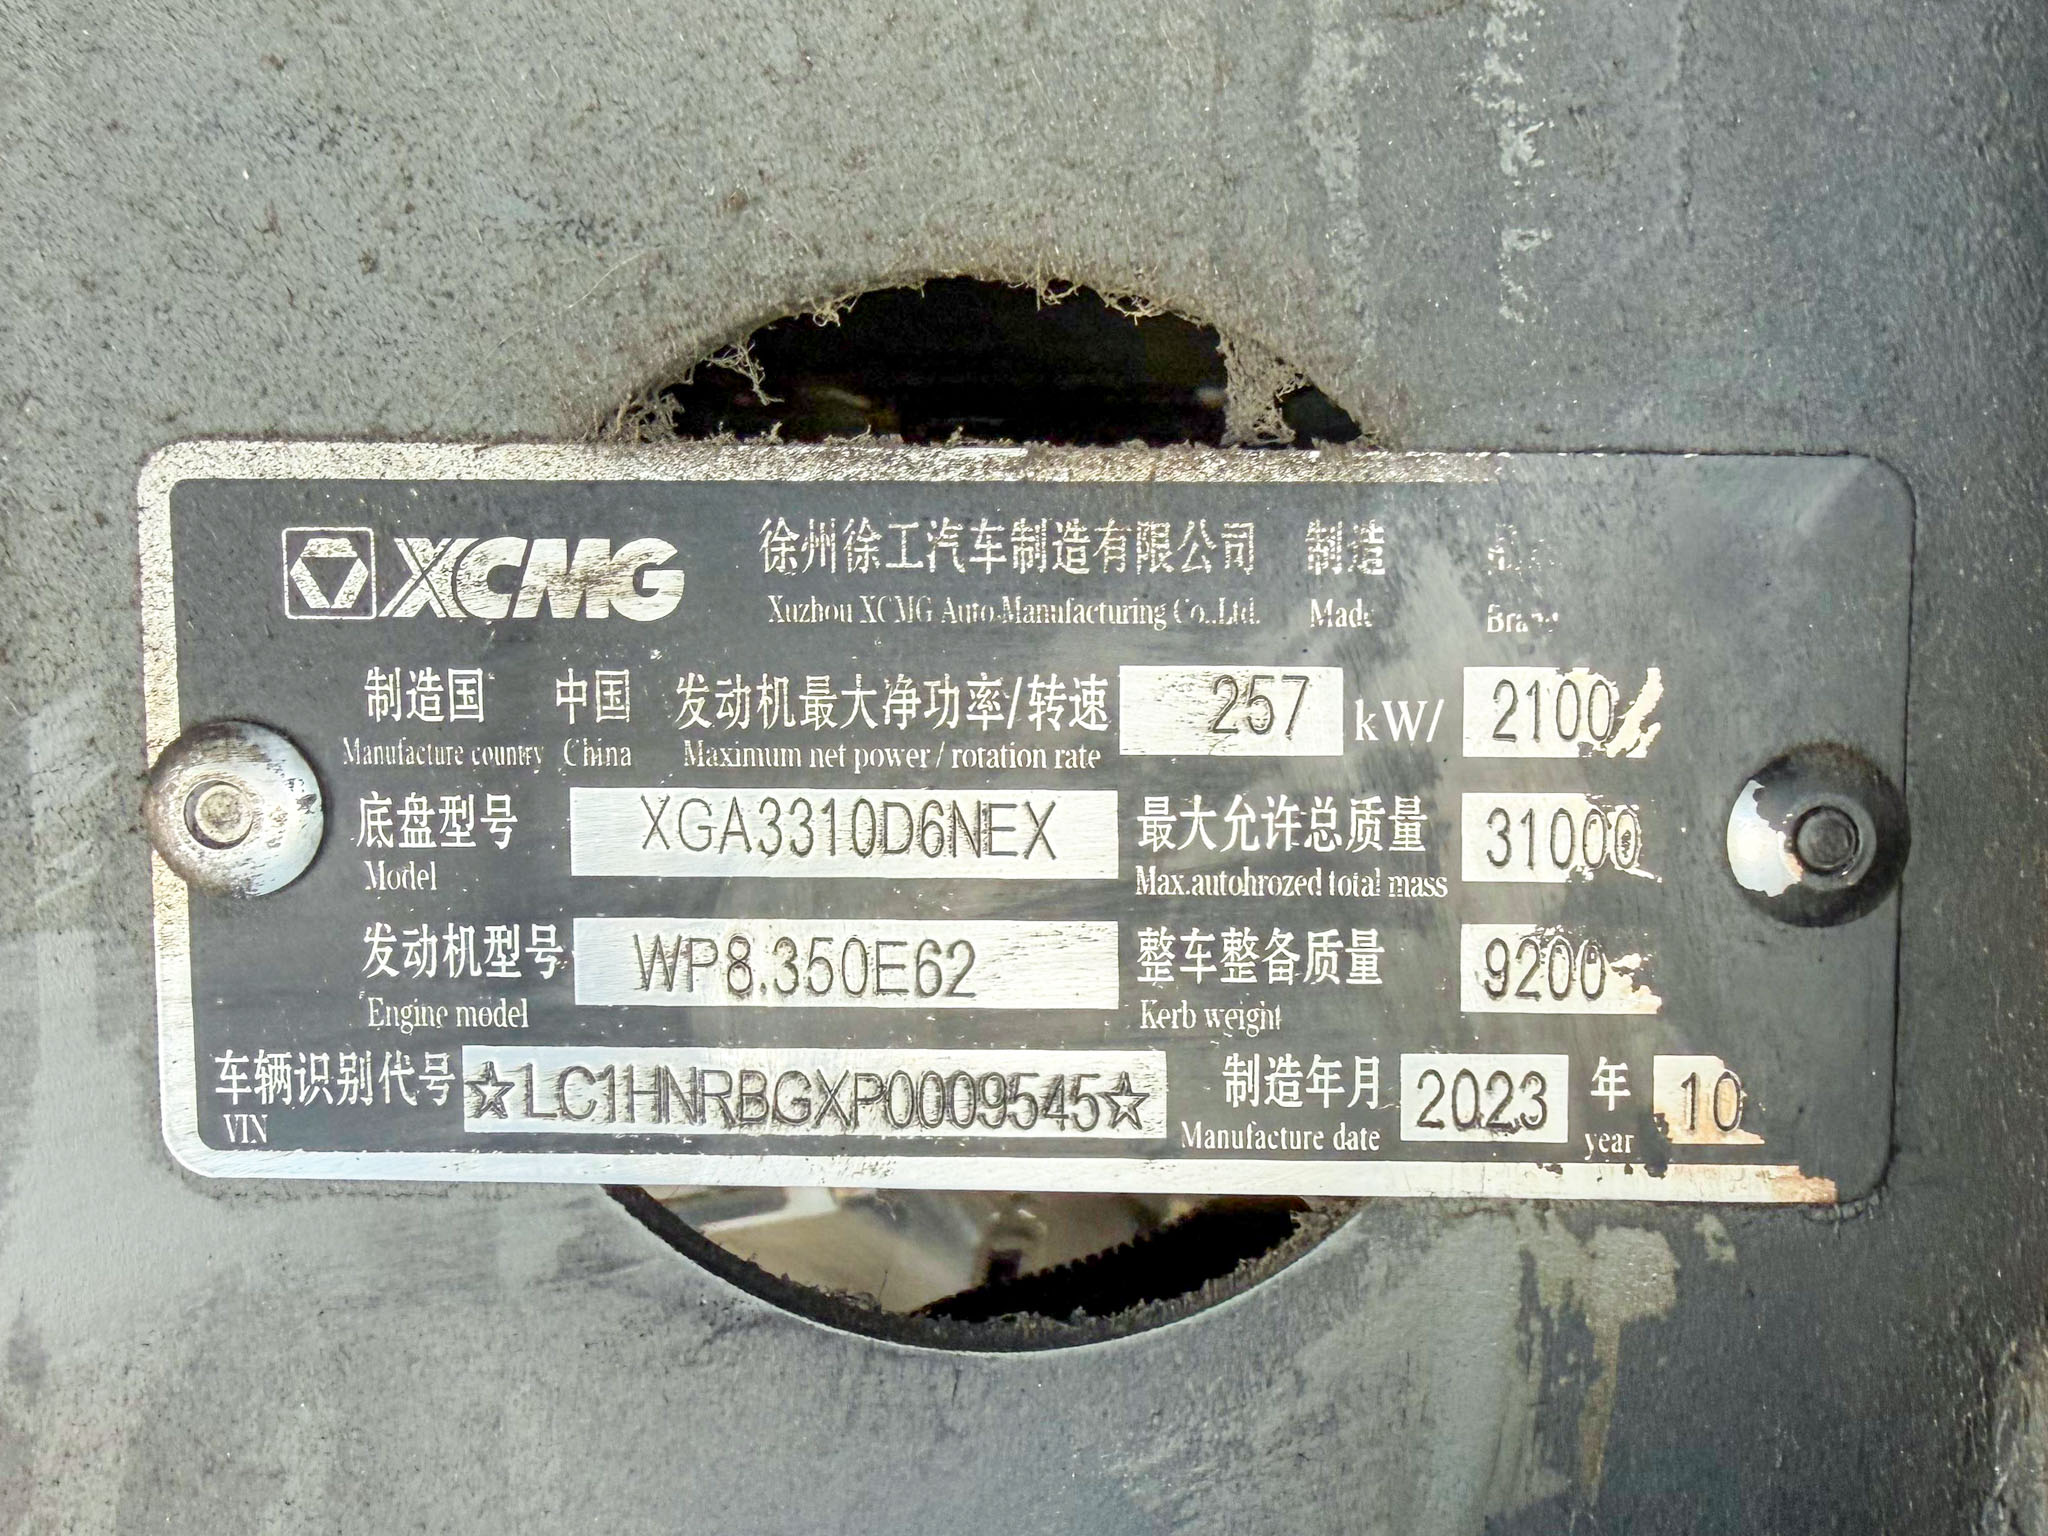 XCMG 徐州徐工汽车制造有限公司 制造
Xuzhou XCMG Auto Manufacturing Co.,Ltd. Made Brand
制造国 中国 发动机最大净功率/转速 257 kW/ 2100
Manufacture country China Maximum net power / rotation rate
底盘型号 XGA3310D6NEX 最大允许总质量 31000
Model Max.autohrozed total mass
发动机型号 WP8.350E62 整车整备质量 9200
Engine model Kerb weight
车辆识别代号 ☆LC1HNRBGXP0009545☆ 制造年月 2023 年 10
VIN Manufacture date year